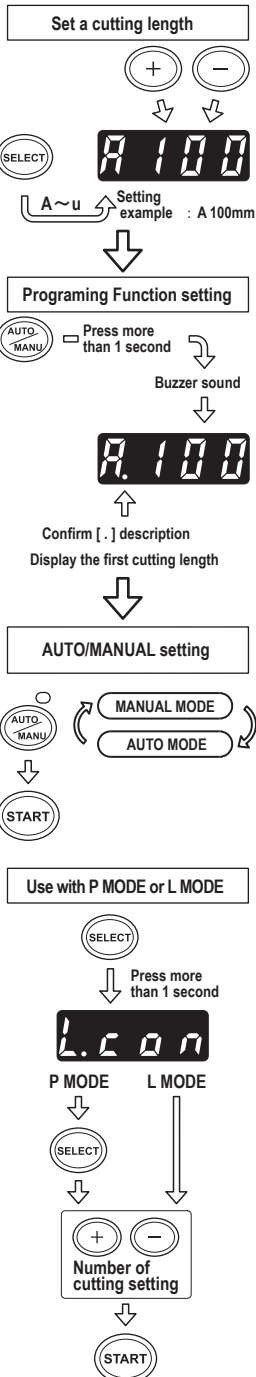 Set a cutting length
+ −
SELECT
A 100
A～u
Setting
example : A 100mm
Programing Function setting
AUTO
MANU
Press more
than 1 second
Buzzer sound
A. 100
Confirm [ . ] description
Display the first cutting length
AUTO/MANUAL setting
AUTO
MANU
MANUAL MODE
AUTO MODE
START
Use with P MODE or L MODE
SELECT
Press more
than 1 second
L.con
P MODE L MODE
SELECT
+ −
Number of
cutting setting
START